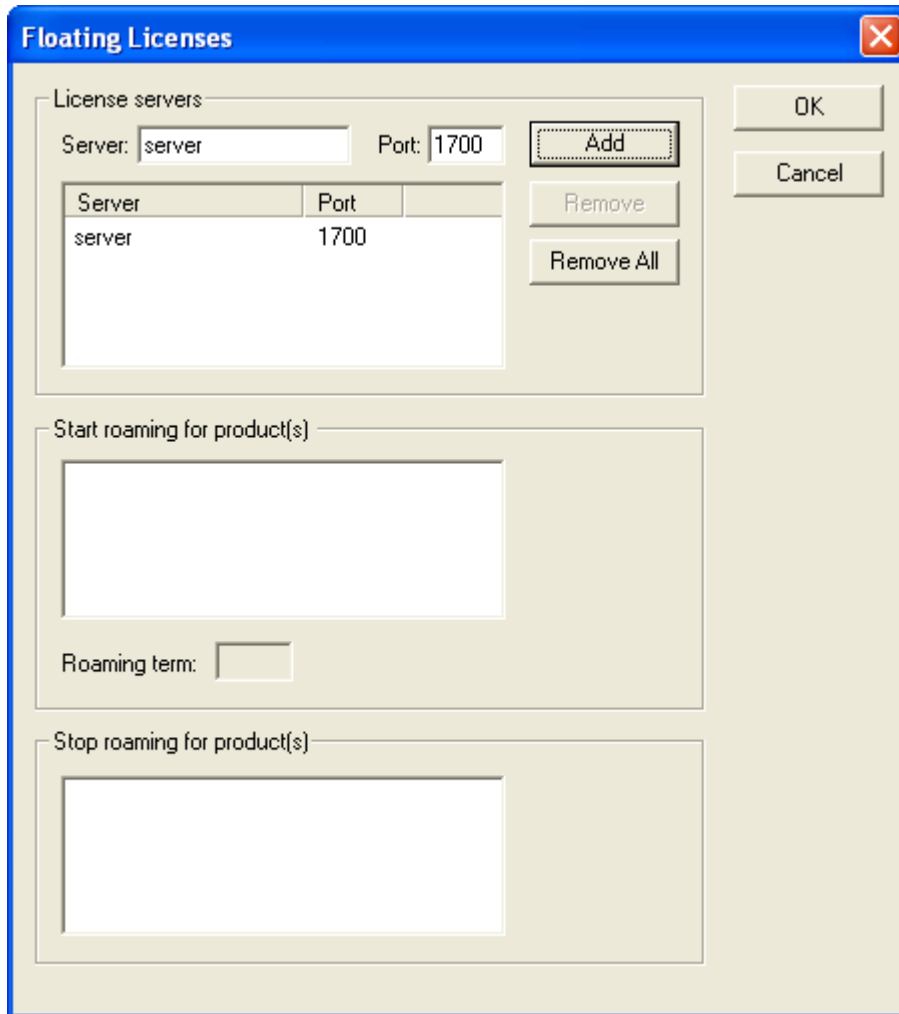 Floating Licenses
License servers
OK
Server: server Port: 1700 Add
Cancel
Server Port Remove
server 1700
Remove All
Start roaming for product(s)
Roaming term:
Stop roaming for product(s)